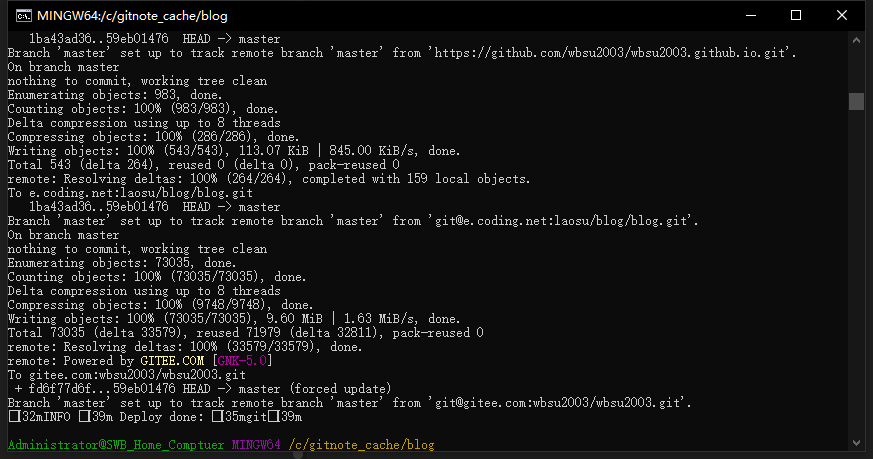 MINGW64:/c/gitnote_cache/blog
1ba43ad36..59eb01476 HEAD -> master
Branch 'master' set up to track remote branch 'master' from 'https://github.com/wbsu2003/wbsu2003.github.io.git'.
On branch master
nothing to commit, working tree clean
Enumerating objects: 983, done.
Counting objects: 100% (983/983), done.
Delta compression using up to 8 threads
Compressing objects: 100% (286/286), done.
Writing objects: 100% (543/543), 113.07 KiB | 845.00 KiB/s, done.
Total 543 (delta 264), reused 0 (delta 0), pack-reused 0
remote: Resolving deltas: 100% (264/264), completed with 159 local objects.
To e.coding.net:laosu/blog/blog.git
1ba43ad36..59eb01476 HEAD -> master
Branch 'master' set up to track remote branch 'master' from 'git@e.coding.net:laosu/blog/blog.git'.
On branch master
nothing to commit, working tree clean
Enumerating objects: 73035, done.
Counting objects: 100% (73035/73035), done.
Delta compression using up to 8 threads
Compressing objects: 100% (9748/9748), done.
Writing objects: 100% (73035/73035), 9.60 MiB | 1.63 MiB/s, done.
Total 73035 (delta 33579), reused 71979 (delta 32811), pack-reused 0
remote: Resolving deltas: 100% (33579/33579), done.
remote: Powered by GITEE.COM [GNK-5.0]
To gitee.com:wbsu2003/wbsu2003.git
+ fd6f77d6f...59eb01476 HEAD -> master (forced update)
Branch 'master' set up to track remote branch 'master' from 'git@gitee.com:wbsu2003/wbsu2003.git'.
□[32mINFO □[39m Deploy done: □[35mgit□[39m
Administrator@SWB_Home_Comptuer MINGW64 /c/gitnote_cache/blog